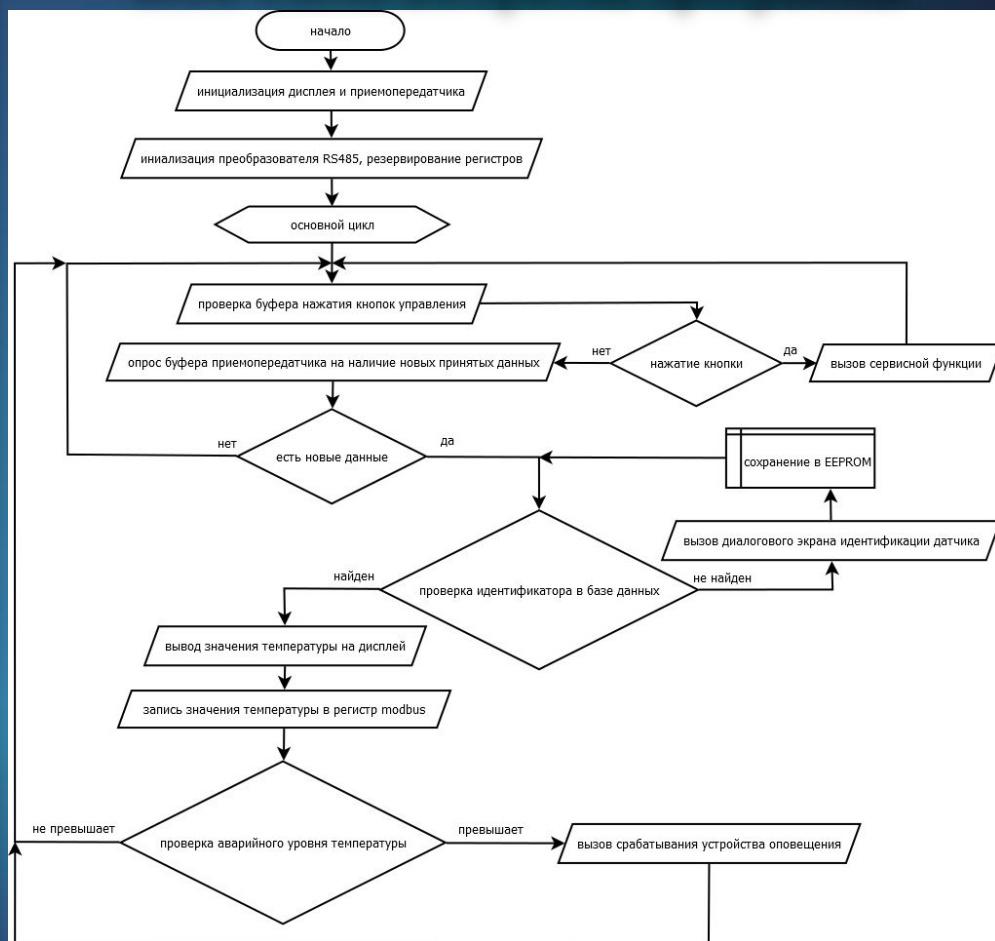 начало
инициализация дисплея и приемопередатчика
иниализация преобразователя RS485, резервирование регистров
основной цикл
проверка буфера нажатия кнопок управления
опрос буфера приемопередатчика на наличие новых принятых данных
нет
нажатие кнопки
да
вызов сервисной функции
нет
есть новые данные
да
сохранение в EEPROM
вызов диалогового экрана идентификации датчика
найден
проверка идентификатора в базе данных
не найден
вывод значения температуры на дисплей
запись значения температуры в регистр modbus
не превышает
проверка аварийного уровня температуры
превышает
вызов срабатывания устройства оповещения